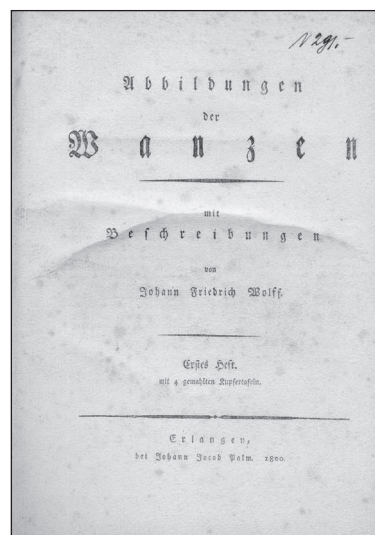 N 291.-
Abbildungen
der
Wanzen
mit
Beschreibungen
von
Johann Friedrich Wolff.
Erstes Heft.
mit 4 gemahlten Kupfertafeln.
Erlangen,
bei Johann Jacob Palm. 1800.